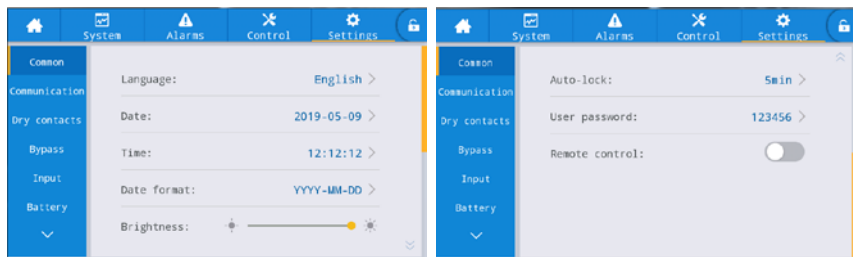 System Alarms Control Settings
Common
Communication
Dry contacts
Bypass
Input
Battery
Language: English
Date: 2019-05-09
Time: 12:12:12
Date format: YYYY-MM-DD
Brightness:
System Alarms Control Settings
Common
Communication
Dry contacts
Bypass
Input
Battery
Auto-lock: 5min
User password: 123456
Remote control: